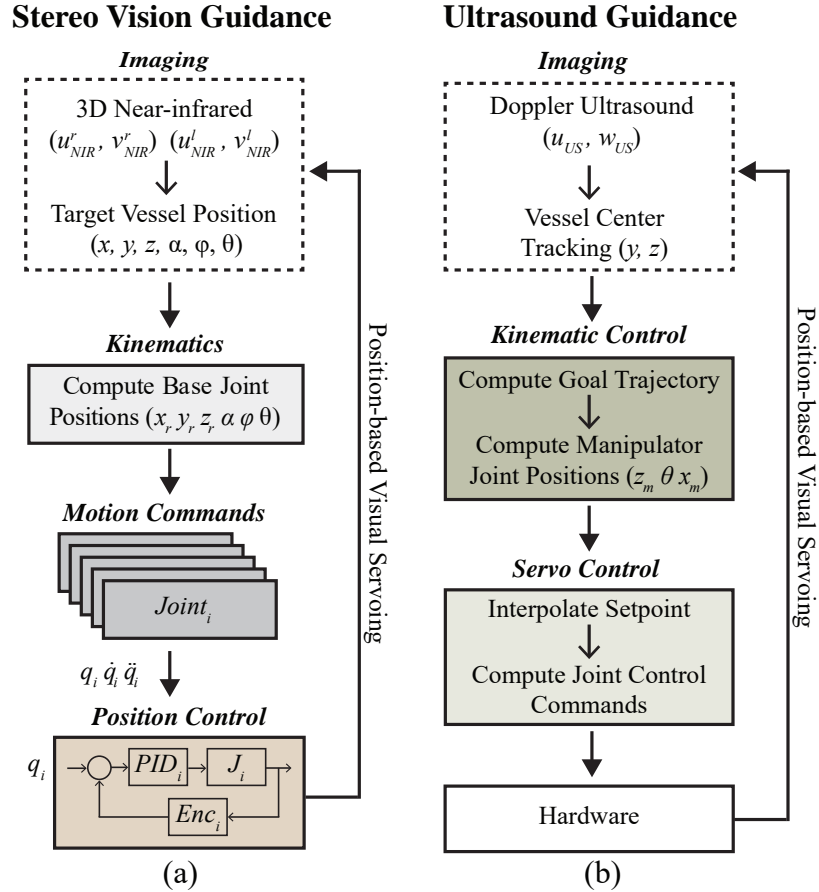 Stereo Vision Guidance
Imaging
3D Near-infrared
(u^r_NIR, v^r_NIR) (u^l_NIR, v^l_NIR)
Target Vessel Position
(x, y, z, α, φ, θ)
Kinematics
Compute Base Joint
Positions (x_r y_r z_r α φ θ)
Motion Commands
Joint_i
q_i q̇_i q̈_i
Position Control
q_i
PID_i
J_i
Enc_i
Position-based Visual Servoing
(a)
Ultrasound Guidance
Imaging
Doppler Ultrasound
(u_US, w_US)
Vessel Center
Tracking (y, z)
Kinematic Control
Compute Goal Trajectory
Compute Manipulator
Joint Positions (z_m θ x_m)
Servo Control
Interpolate Setpoint
Compute Joint Control
Commands
Hardware
Position-based Visual Servoing
(b)